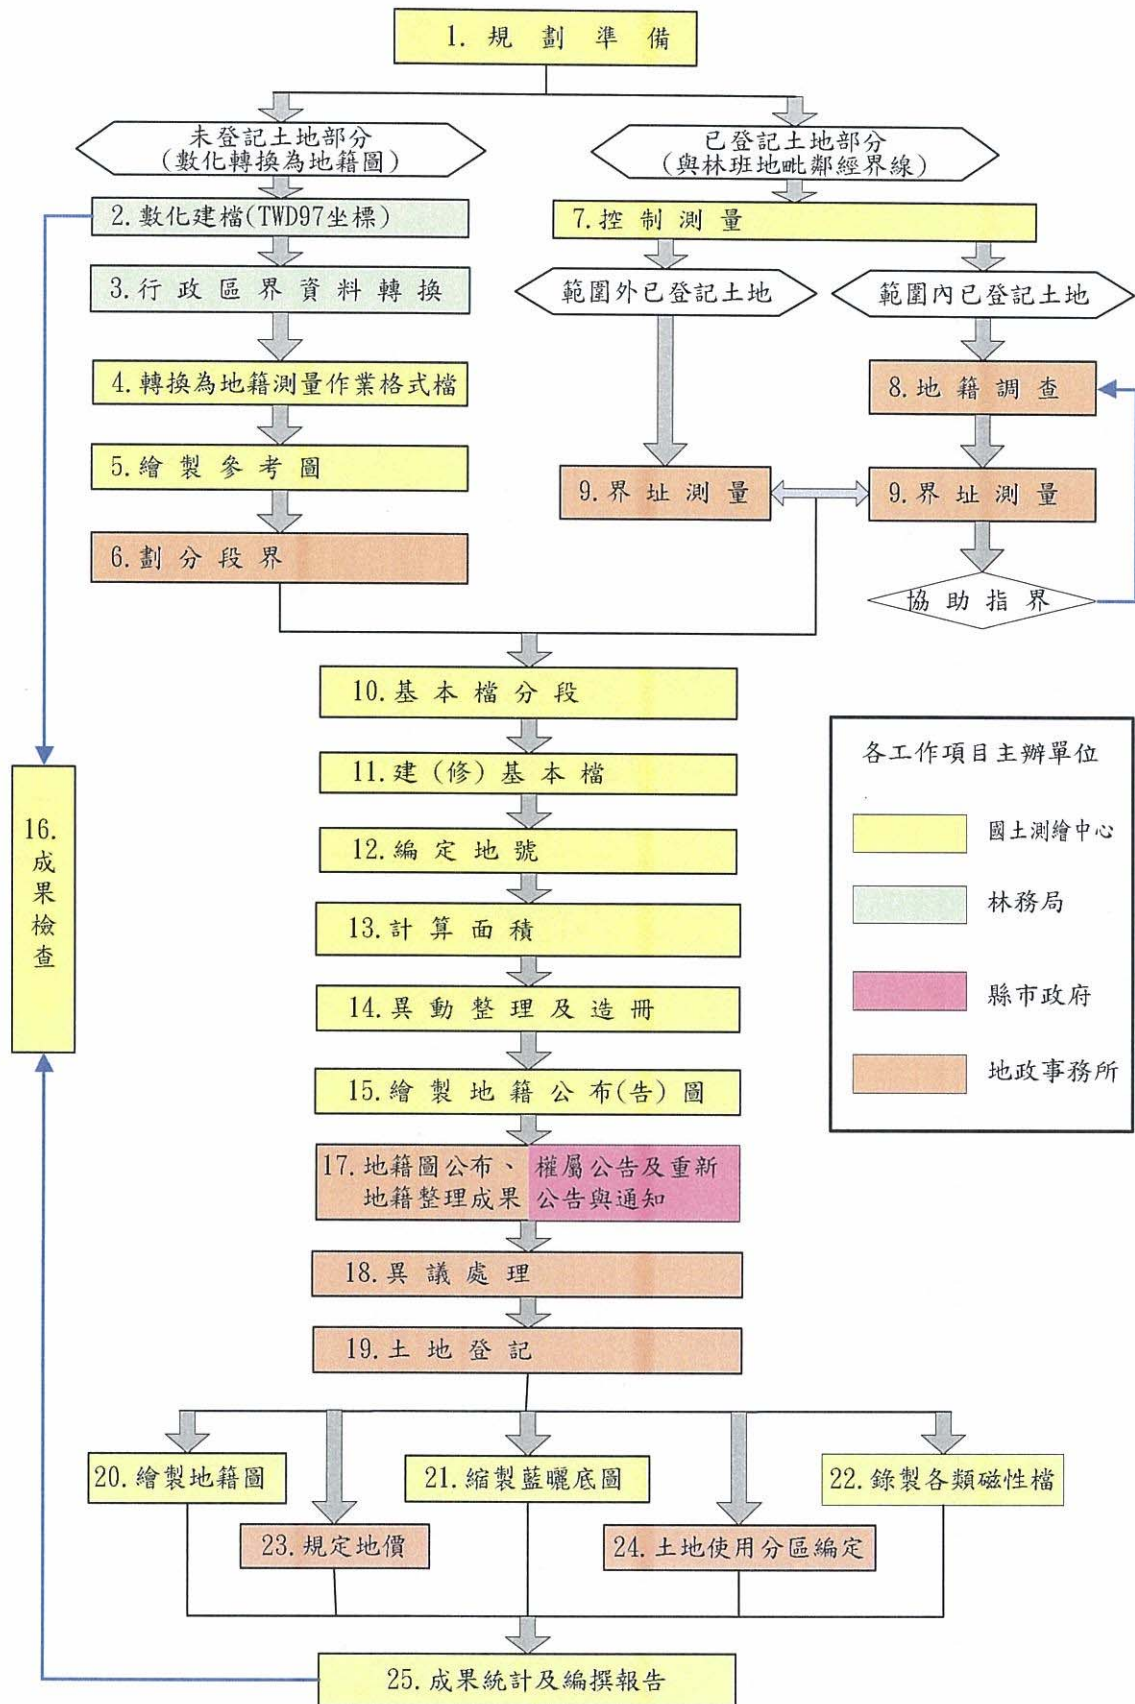 1. 規劃準備
未登記土地部分
(數化轉換為地籍圖)
已登記土地部分
(與林班地毗鄰經界線)
2. 數化建檔(TWD97坐標)
3. 行政區界資料轉換
4. 轉換為地籍測量作業格式檔
5. 繪製參考圖
6. 劃分段界
7. 控制測量
範圍外已登記土地
範圍內已登記土地
8. 地籍調查
9. 界址測量
9. 界址測量
協助指界
10. 基本檔分段
11. 建(修)基本檔
12. 編定地號
13. 計算面積
14. 異動整理及造冊
15. 繪製地籍公布(告)圖
16.
成
果
檢
查
17. 地籍圖公布、權屬公告及重新
地籍整理成果公告與通知
18. 異議處理
19. 土地登記
20. 繪製地籍圖
21. 縮製藍曬底圖
22. 錄製各類磁性檔
23. 規定地價
24. 土地使用分區編定
25. 成果統計及編撰報告
各工作項目主辦單位
國土測繪中心
林務局
縣市政府
地政事務所